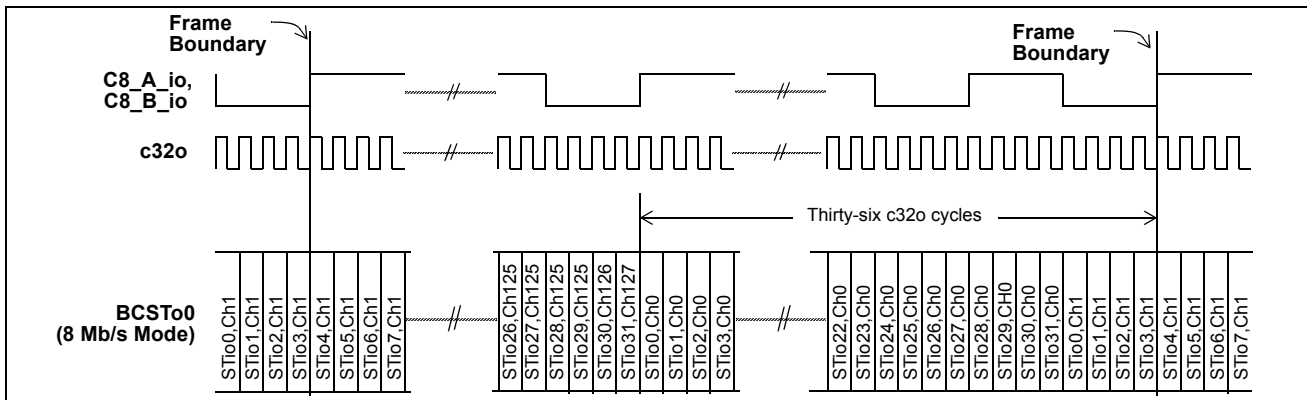 Frame
Boundary
Frame
Boundary
C8_A_io,
C8_B_io
c32o
Thirty-six c32o cycles
BCSTo0
(8 Mb/s Mode)
STio0,Ch1
STio1,Ch1
STio2,Ch1
STio3,Ch1
STio4,Ch1
STio5,Ch1
STio6,Ch1
STio7,Ch1
STio26,Ch125
STio27,Ch125
STio28,Ch125
STio29,Ch125
STio30,Ch126
STio31,Ch127
STio0,Ch0
STio1,Ch0
STio2,Ch0
STio3,Ch0
STio22,Ch0
STio23,Ch0
STio24,Ch0
STio25,Ch0
STio26,Ch0
STio27,Ch0
STio28,Ch0
STio29,CH0
STio30,Ch0
STio31,Ch0
STio0,Ch1
STio1,Ch1
STio2,Ch1
STio3,Ch1
STio4,Ch1
STio5,Ch1
STio6,Ch1
STio7,Ch1